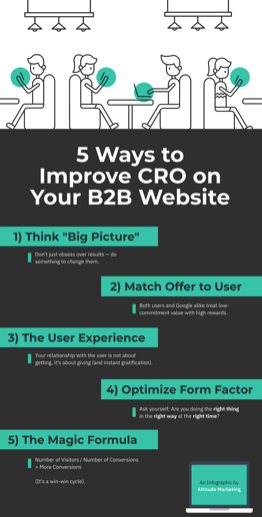 5 Ways to
Improve CRO on
Your B2B Website
1) Think "Big Picture"
Don't just obsess over results — do
something to change them.
2) Match Offer to User
Both users and Google alike treat low-
commitment value with high rewards.
3) The User Experience
Your relationship with the user is not about
getting, it's about giving (and instant gratification).
4) Optimize Form Factor
Ask yourself: Are you doing the right thing
in the right way at the right time?
5) The Magic Formula
Number of Visitors / Number of Conversions
= More Conversions
(It's a win-win cycle).
An Infographic by
Altitude Marketing